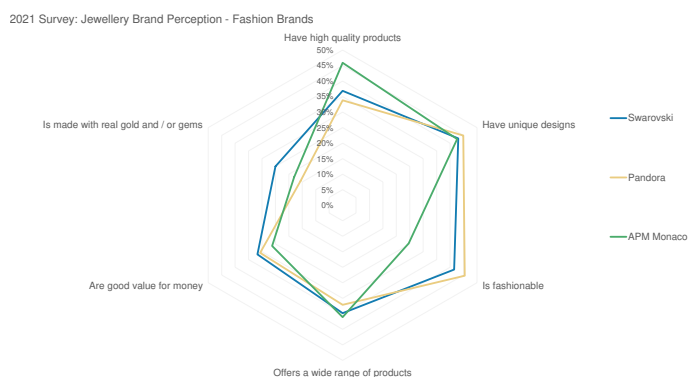 2021 Survey: Jewellery Brand Perception - Fashion Brands
Have high quality products
50%
45%
40%
35%
30%
25%
20%
15%
10%
5%
0%
Is made with real gold and / or gems
Have unique designs
Swarovski
Pandora
APM Monaco
Are good value for money
Is fashionable
Offers a wide range of products